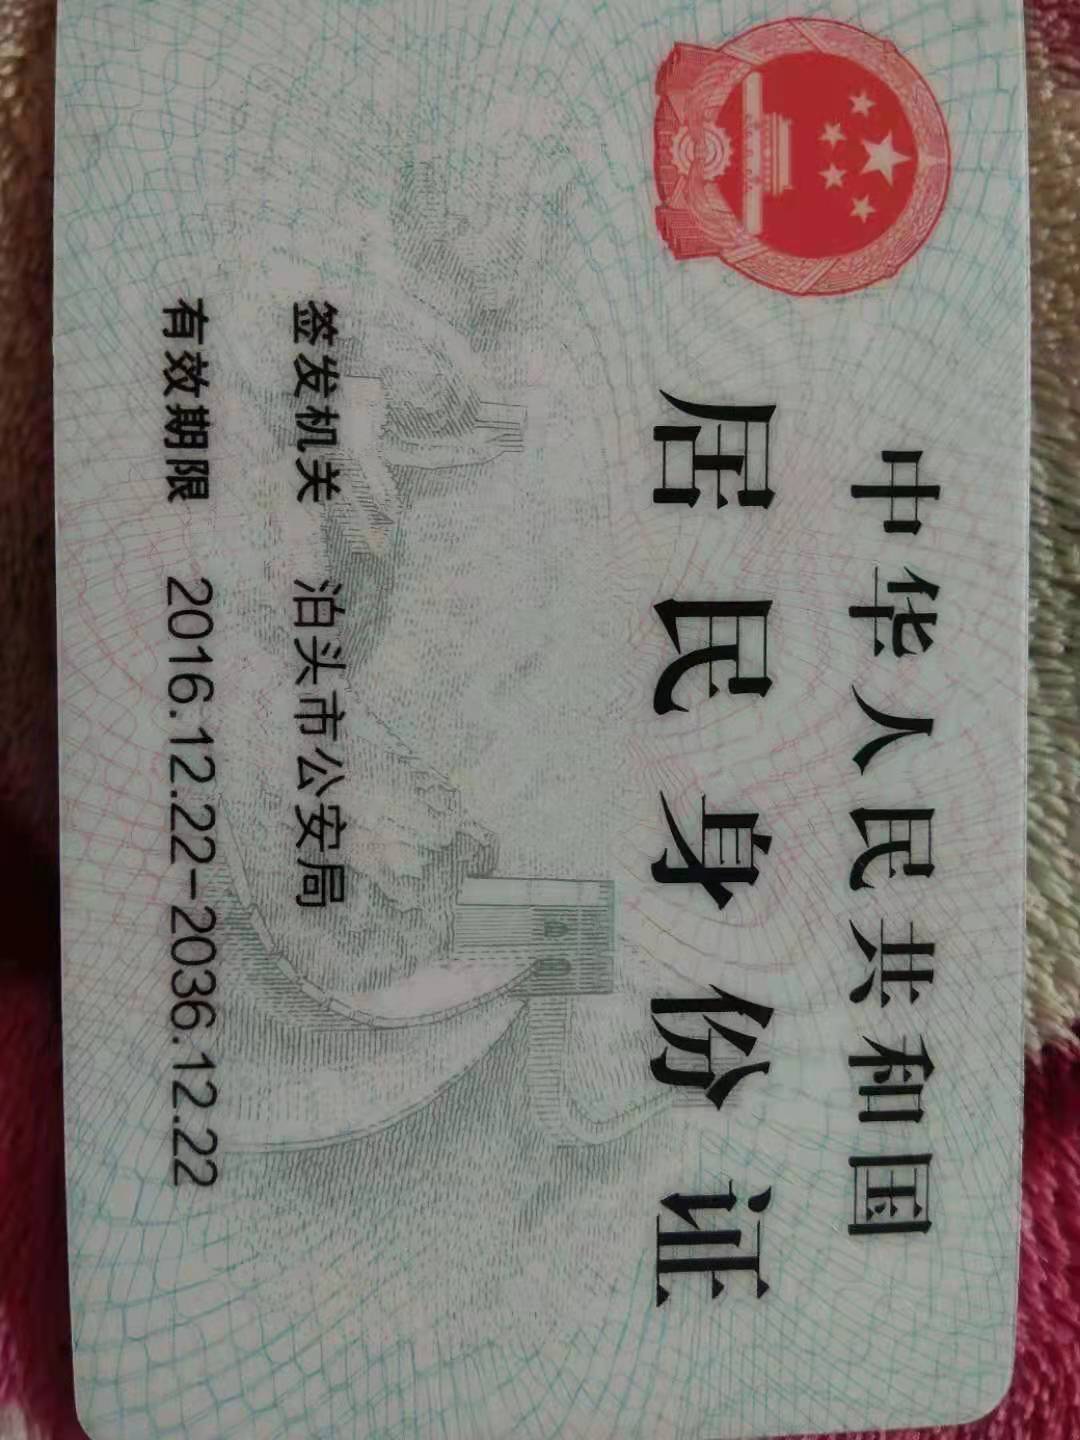 中华人民共和国
居民身份证
签发机关 泊头市公安局
有效期限 2016.12.22-2036.12.22